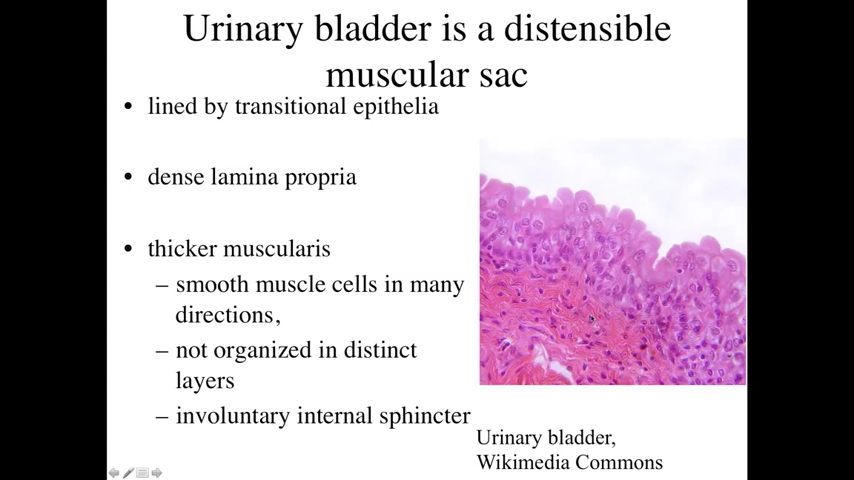 Urinary bladder is a distensible
muscular sac
• lined by transitional epithelia
• dense lamina propria
• thicker muscularis
– smooth muscle cells in many
directions,
– not organized in distinct
layers
– involuntary internal sphincter
Urinary bladder,
Wikimedia Commons